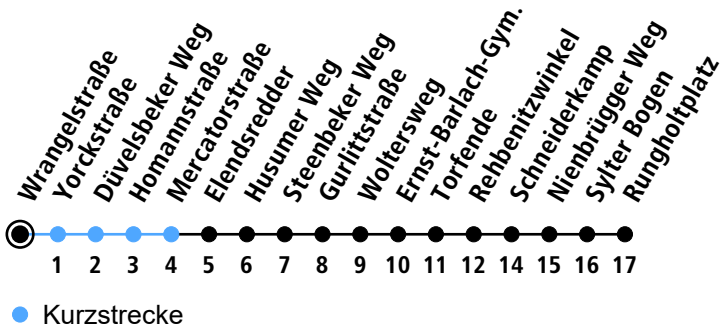 Wrangelstraße
Yorckstraße
Düvelsbeker Weg
Homannstraße
Mercatorstraße
Elendsredder
Husumer Weg
Steenbeker Weg
Gurlittstraße
Woltersweg
Ernst-Barlach-Gym.
Torfende
Rehbenitzwinkel
Schneiderkamp
Nienbrügger Weg
Sylter Bogen
Rungholtplatz
1 2 3 4 5 6 7 8 9 10 11 12 14 15 16 17
Kurzstrecke